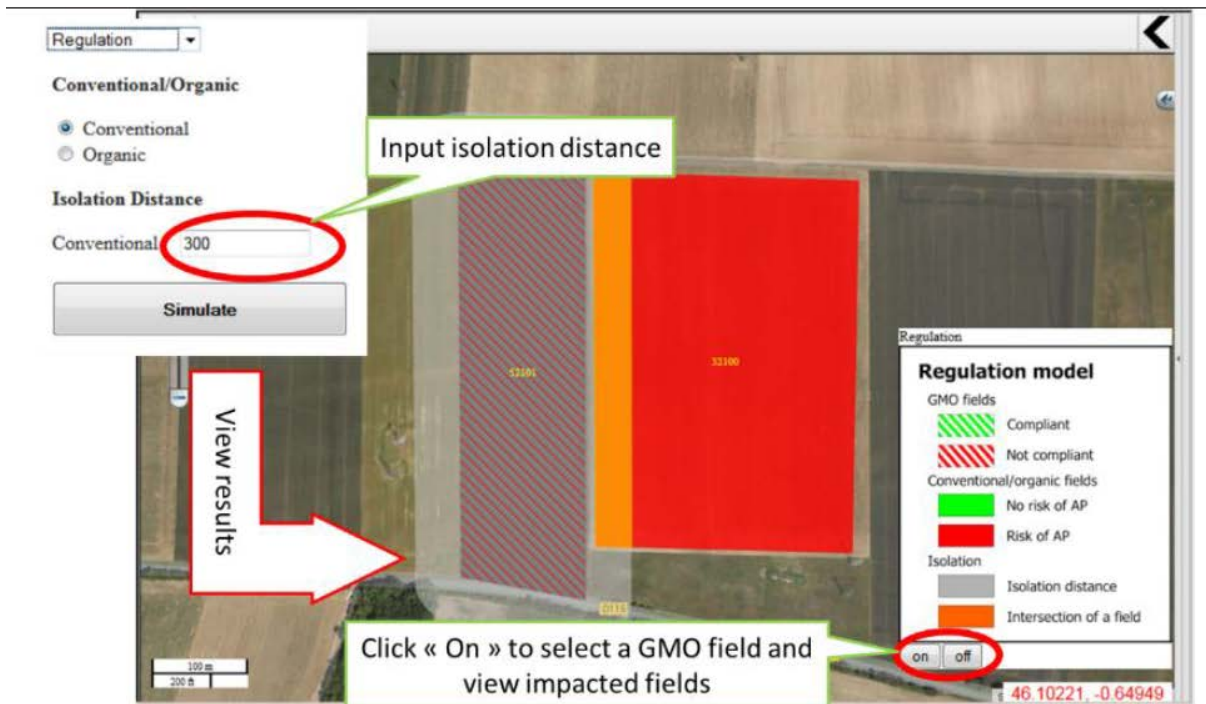 Regulation
Conventional/Organic
Conventional
Organic
Isolation Distance
Conventional 300
Simulate
Input isolation distance
View results
52101
32100
D115
Regulation
Regulation model
GMO fields
Compliant
Not compliant
Conventional/organic fields
No risk of AP
Risk of AP
Isolation
Isolation distance
Intersection of a field
on off
Click « On » to select a GMO field and
view impacted fields
100 m
200 ft
46.10221, -0.64949